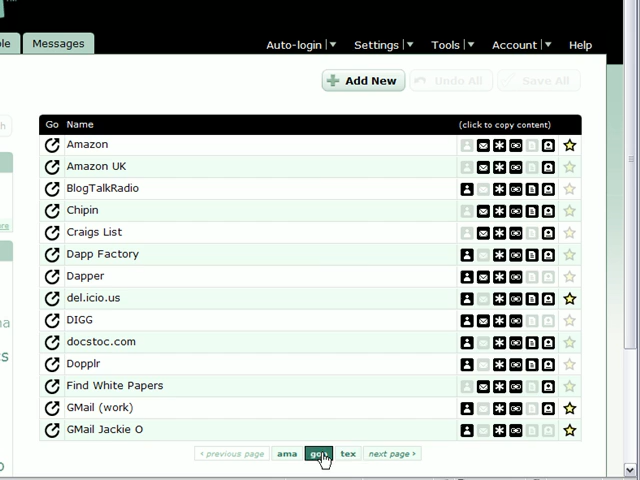 Messages
Auto-login Settings Tools Account Help
Add New Undo All Save All
Go Name (click to copy content)
Amazon
Amazon UK
BlogTalkRadio
Chipin
Craigs List
Dapp Factory
Dapper
del.icio.us
DIGG
docstoc.com
Dopplr
Find White Papers
GMail (work)
GMail Jackie O
‹ previous page ama tex next page ›